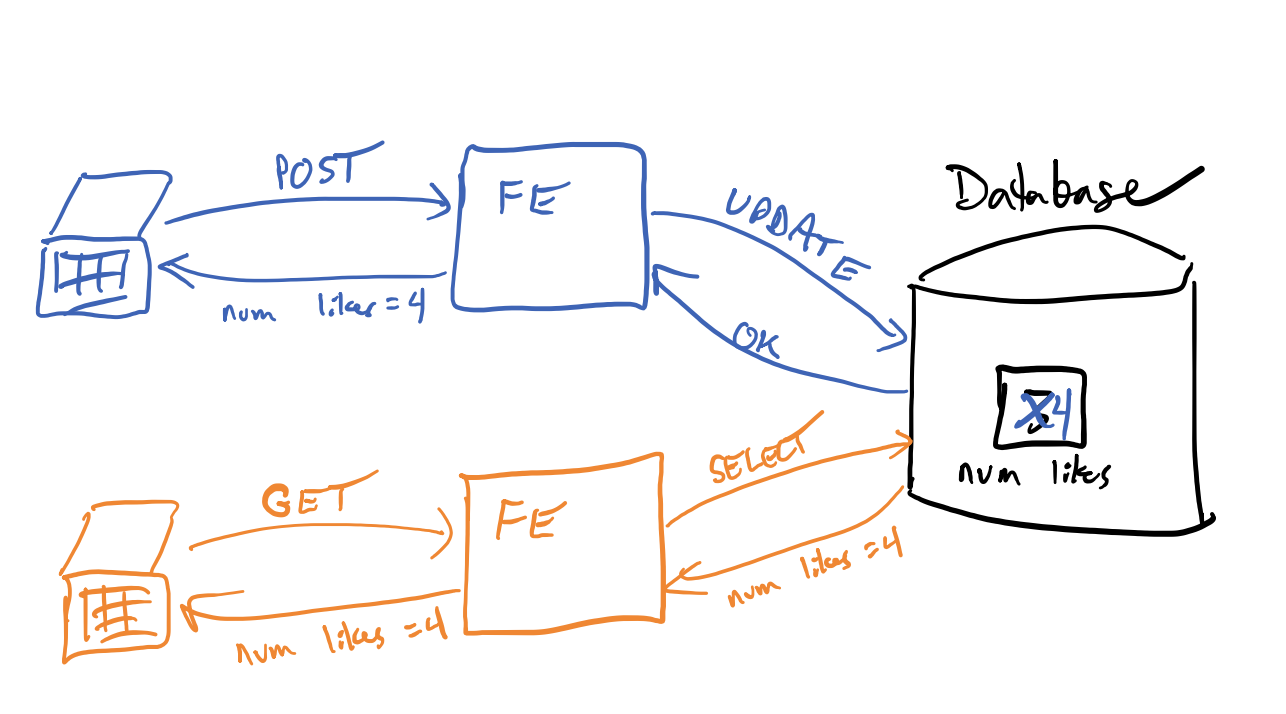 POST
FE
UPDATE
Database
num likes = 4
OK
4
num likes
SELECT
GET
FE
num likes = 4
num likes = 4